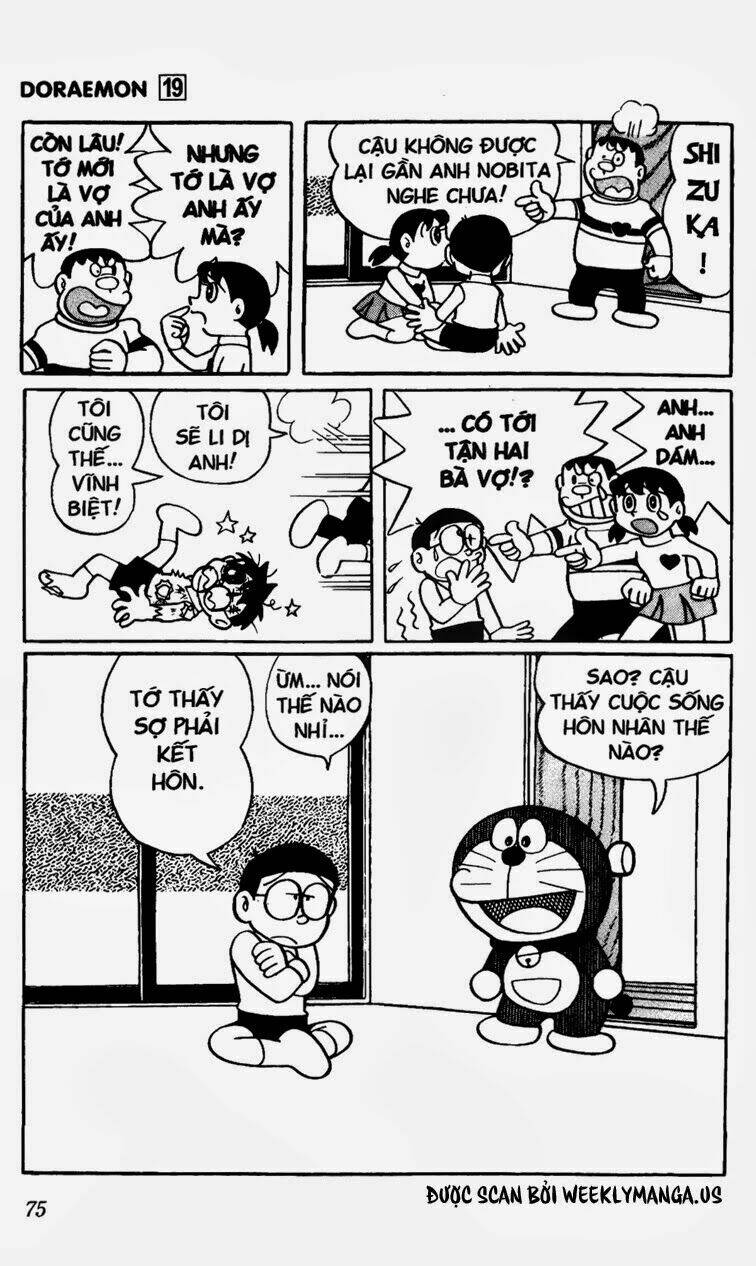 DORAEMON 19
SHI
ZU
KA
!
CẬU KHÔNG ĐƯỢC
LẠI GẦN ANH NOBITA
NGHE CHƯA!
NHƯNG
TỚ LÀ VỢ
ANH ẤY
MÀ?
CÒN LÂU!
TỚ MỚI
LÀ VỢ
CỦA ANH
ẤY!
ANH...
ANH
DÁM...
... CÓ TỚI
TẬN HAI
BÀ VỢ!?
TÔI
SẼ LI DỊ
ANH!
TÔI
CŨNG
THẾ...
VĨNH
BIỆT!
SAO? CẬU
THẤY CUỘC SỐNG
HÔN NHÂN THẾ
NÀO?
ỪM... NÓI
THẾ NÀO
NHỈ...
TỚ THẤY
SỢ PHẢI
KẾT
HÔN.
75
ĐƯỢC SCAN BỞI WEEKLYMANGA.US